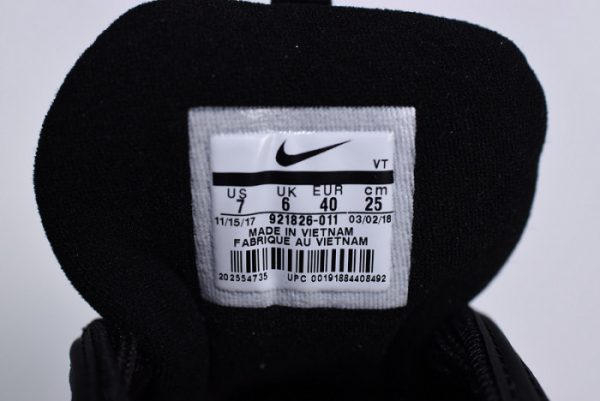 VT
US UK EUR cm
7 6 40 25
11/15/17 921826-011 03/02/18
MADE IN VIETNAM
FABRIQUE AU VIETNAM
202554735 UPC 00191884408492